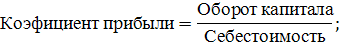 Коэфициент прибыли = Оборот капитала / Себестоимость ;